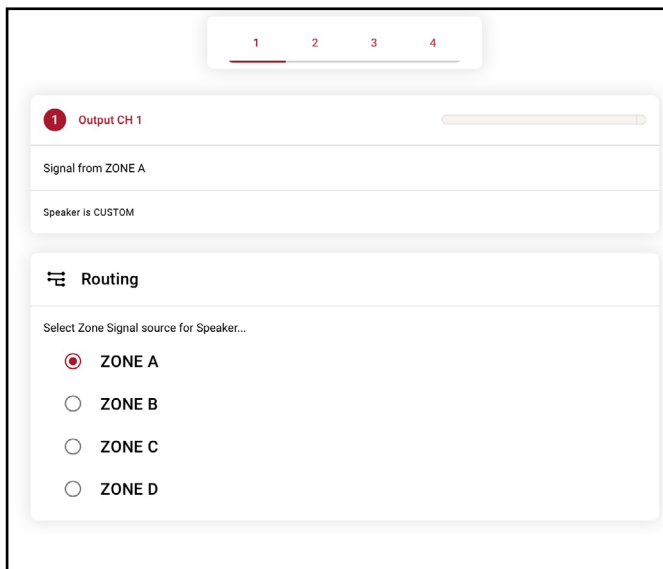 1 2 3 4
1 Output CH 1
Signal from ZONE A
Speaker is CUSTOM
Routing
Select Zone Signal source for Speaker...
ZONE A
ZONE B
ZONE C
ZONE D